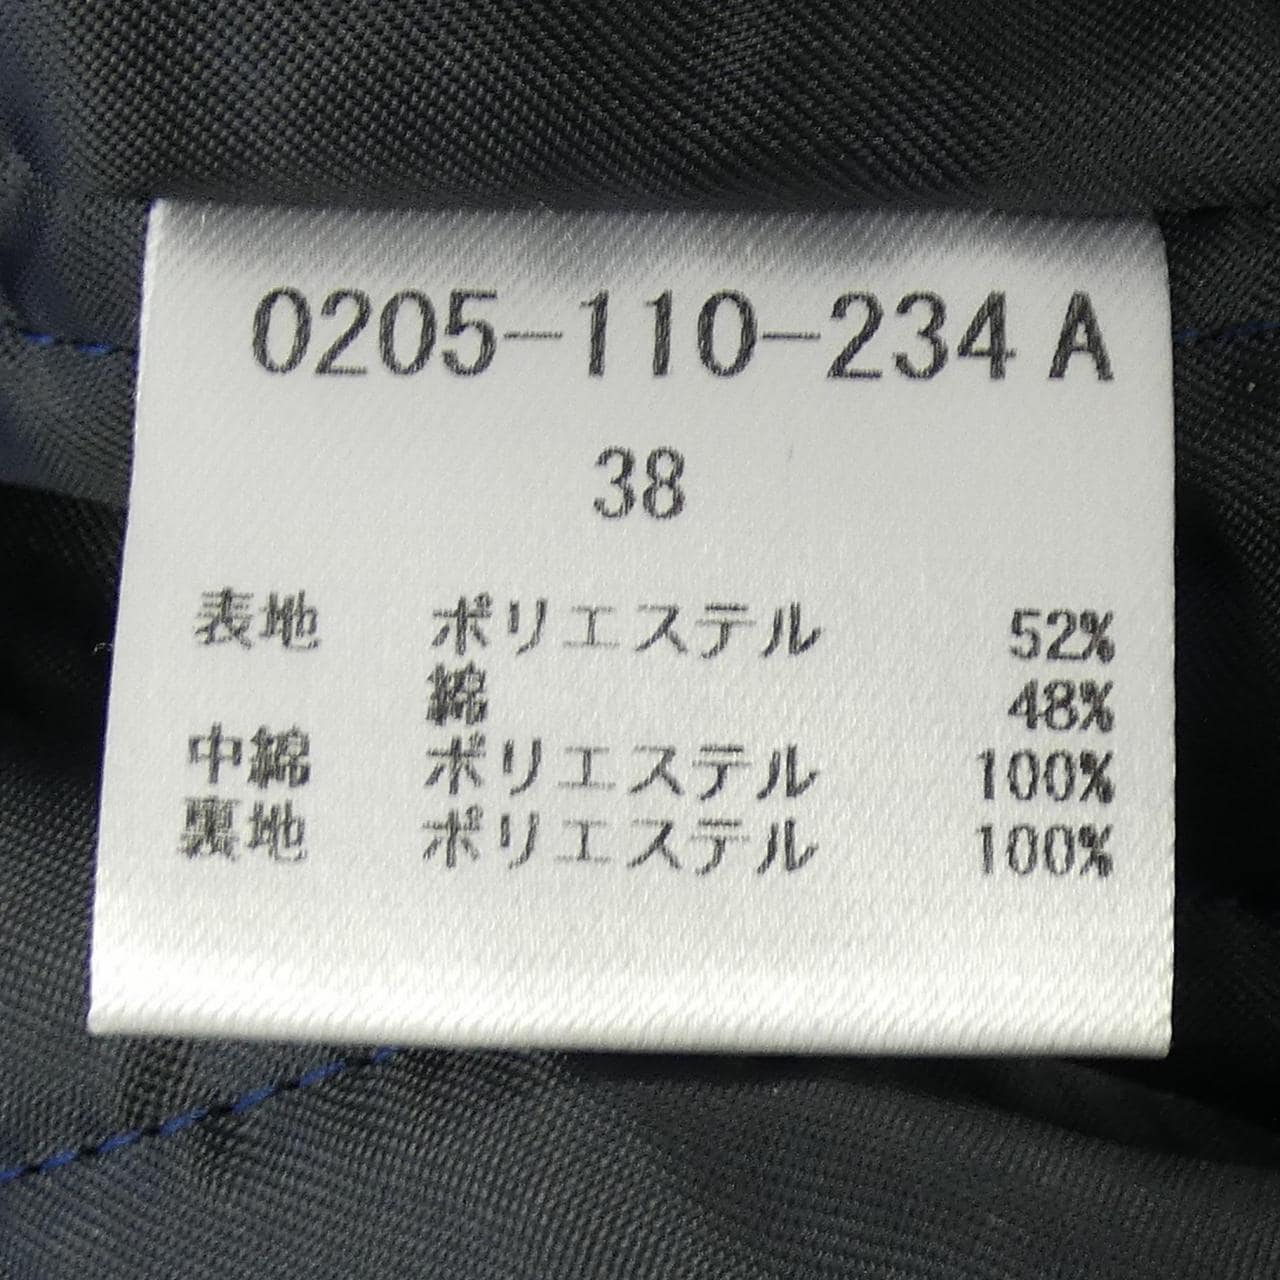 0205-110-234 A
38
表地 ポリエステル 52%
綿 48%
中綿 ポリエステル 100%
裏地 ポリエステル 100%